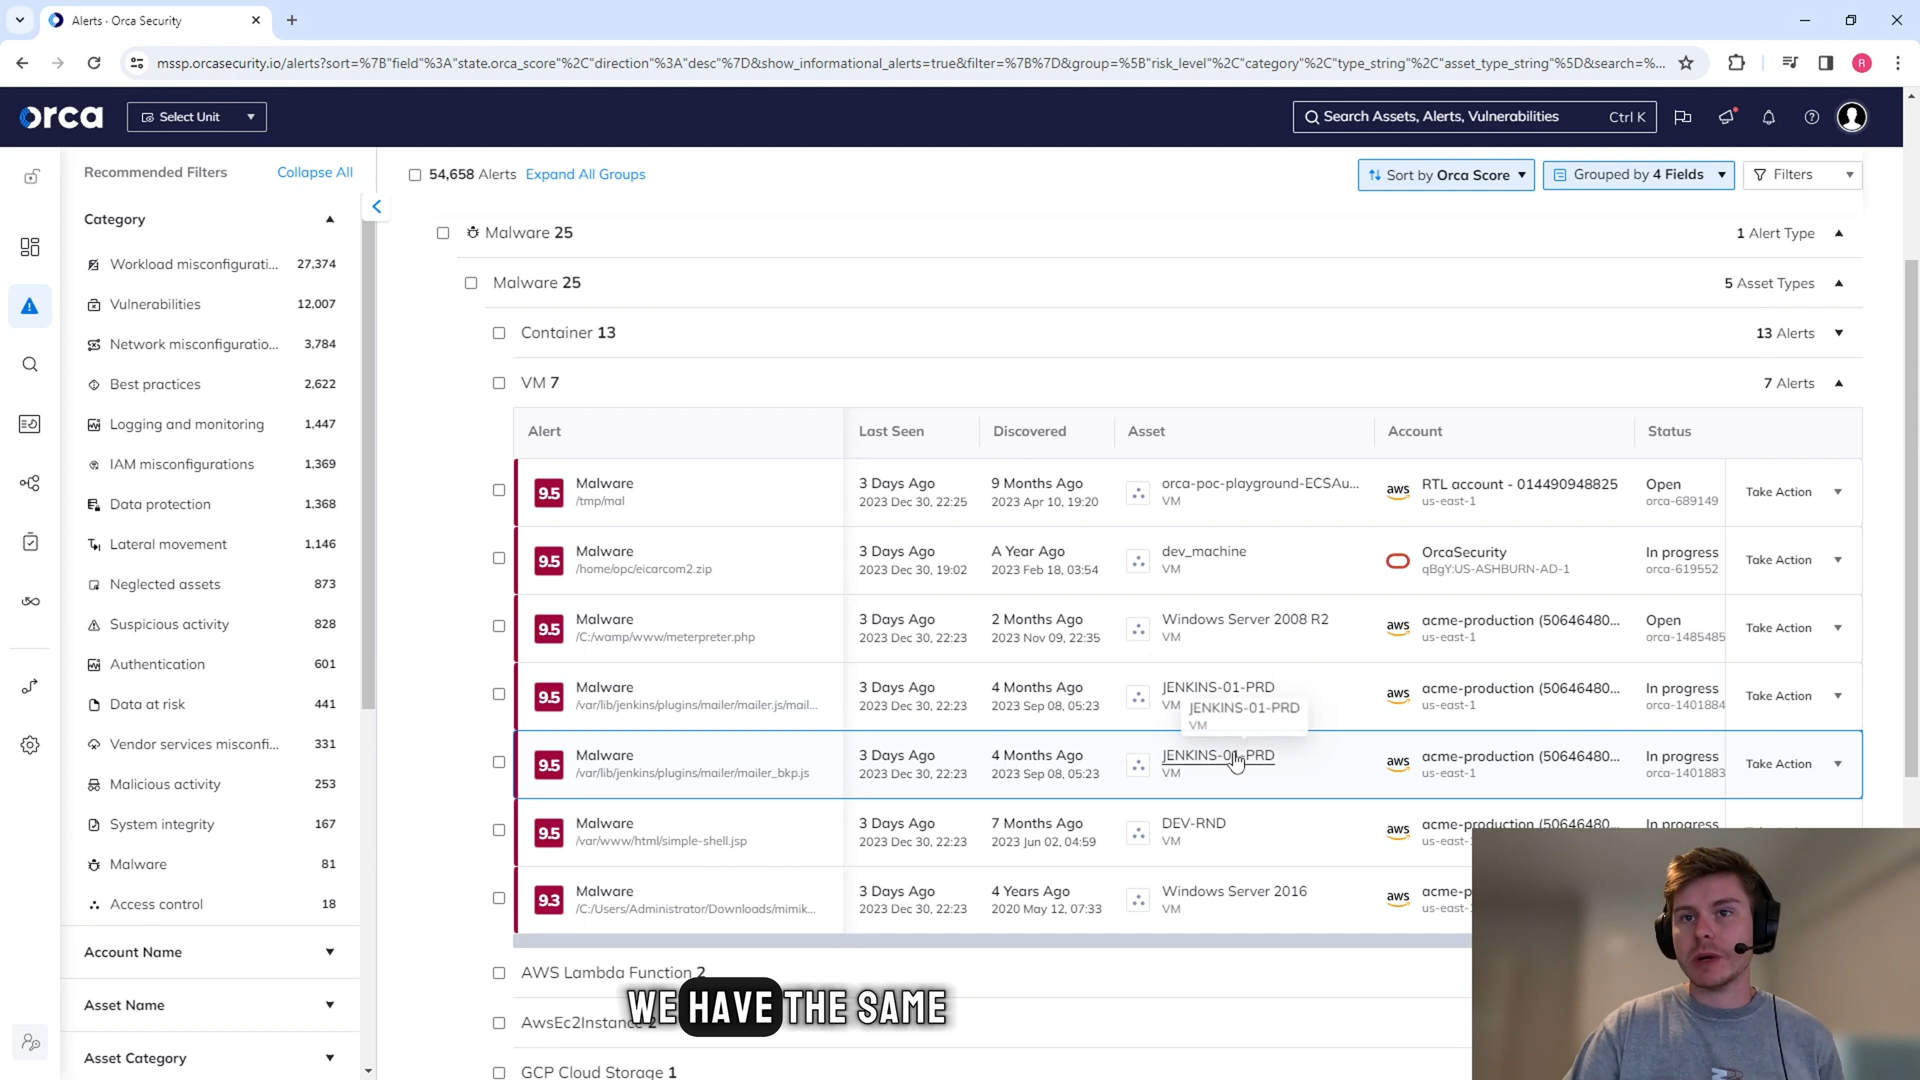 Alerts - Orca Security
mssp.orcasecurity.io/alerts?sort=%7B"field"%3A"state.orca_score"%2C"direction"%3A"desc"%7D&show_informational_alerts=true&filter=%7B%7D&group=%5B"risk_level"%2C"category"%2C"type_string"%2C"asset_type_string"%5D&search=%...
R
orca
Select Unit
Search Assets, Alerts, Vulnerabilities Ctrl K
Recommended Filters Collapse All
Category
Workload misconfigurati... 27,374
Vulnerabilities 12,007
Network misconfiguratio... 3,784
Best practices 2,622
Logging and monitoring 1,447
IAM misconfigurations 1,369
Data protection 1,368
Lateral movement 1,146
Neglected assets 873
Suspicious activity 828
Authentication 601
Data at risk 441
Vendor services misconfi... 331
Malicious activity 253
System integrity 167
Malware 81
Access control 18
Account Name
Asset Name
Asset Category
54,658 Alerts Expand All Groups
Sort by Orca Score
Grouped by 4 Fields
Filters
Malware 25 1 Alert Type
Malware 25 5 Asset Types
Container 13 13 Alerts
VM 7 7 Alerts
Alert Last Seen Discovered Asset Account Status
9.5 Malware 3 Days Ago 9 Months Ago orca-poc-playground-ECSAu... aws RTL account - 014490948825 Open Take Action
/tmp/mal 2023 Dec 30, 22:25 2023 Apr 10, 19:20 VM us-east-1 orca-689149
9.5 Malware 3 Days Ago A Year Ago dev_machine OrcaSecurity In progress Take Action
/home/opc/eicarcom2.zip 2023 Dec 30, 19:02 2023 Feb 18, 03:54 VM qBgY:US-ASHBURN-AD-1 orca-619552
9.5 Malware 3 Days Ago 2 Months Ago Windows Server 2008 R2 aws acme-production (50646480... Open Take Action
/C:/wamp/www/meterpreter.php 2023 Dec 30, 22:23 2023 Nov 09, 22:35 VM us-east-1 orca-1485485
9.5 Malware 3 Days Ago 4 Months Ago JENKINS-01-PRD aws acme-production (50646480... In progress Take Action
/var/lib/jenkins/plugins/mailer/mailer.js/mail... 2023 Dec 30, 22:23 2023 Sep 08, 05:23 VM us-east-1 orca-1401884
JENKINS-01-PRD
VM
9.5 Malware 3 Days Ago 4 Months Ago JENKINS-01-PRD aws acme-production (50646480... In progress Take Action
/var/lib/jenkins/plugins/mailer/mailer_bkp.js 2023 Dec 30, 22:23 2023 Sep 08, 05:23 VM us-east-1 orca-1401883
9.5 Malware 3 Days Ago 7 Months Ago DEV-RND aws acme-production (50646480... In progress
/var/www/html/simple-shell.jsp 2023 Dec 30, 22:23 2023 Jun 02, 04:59 VM us-east-1
9.3 Malware 3 Days Ago 4 Years Ago Windows Server 2016 aws acme-p
/C:/Users/Administrator/Downloads/mimik... 2023 Dec 30, 22:23 2020 May 12, 07:33 VM us-east-
AWS Lambda Function 2
WE HAVE THE SAME
AwsEc2Instance 2
GCP Cloud Storage 1